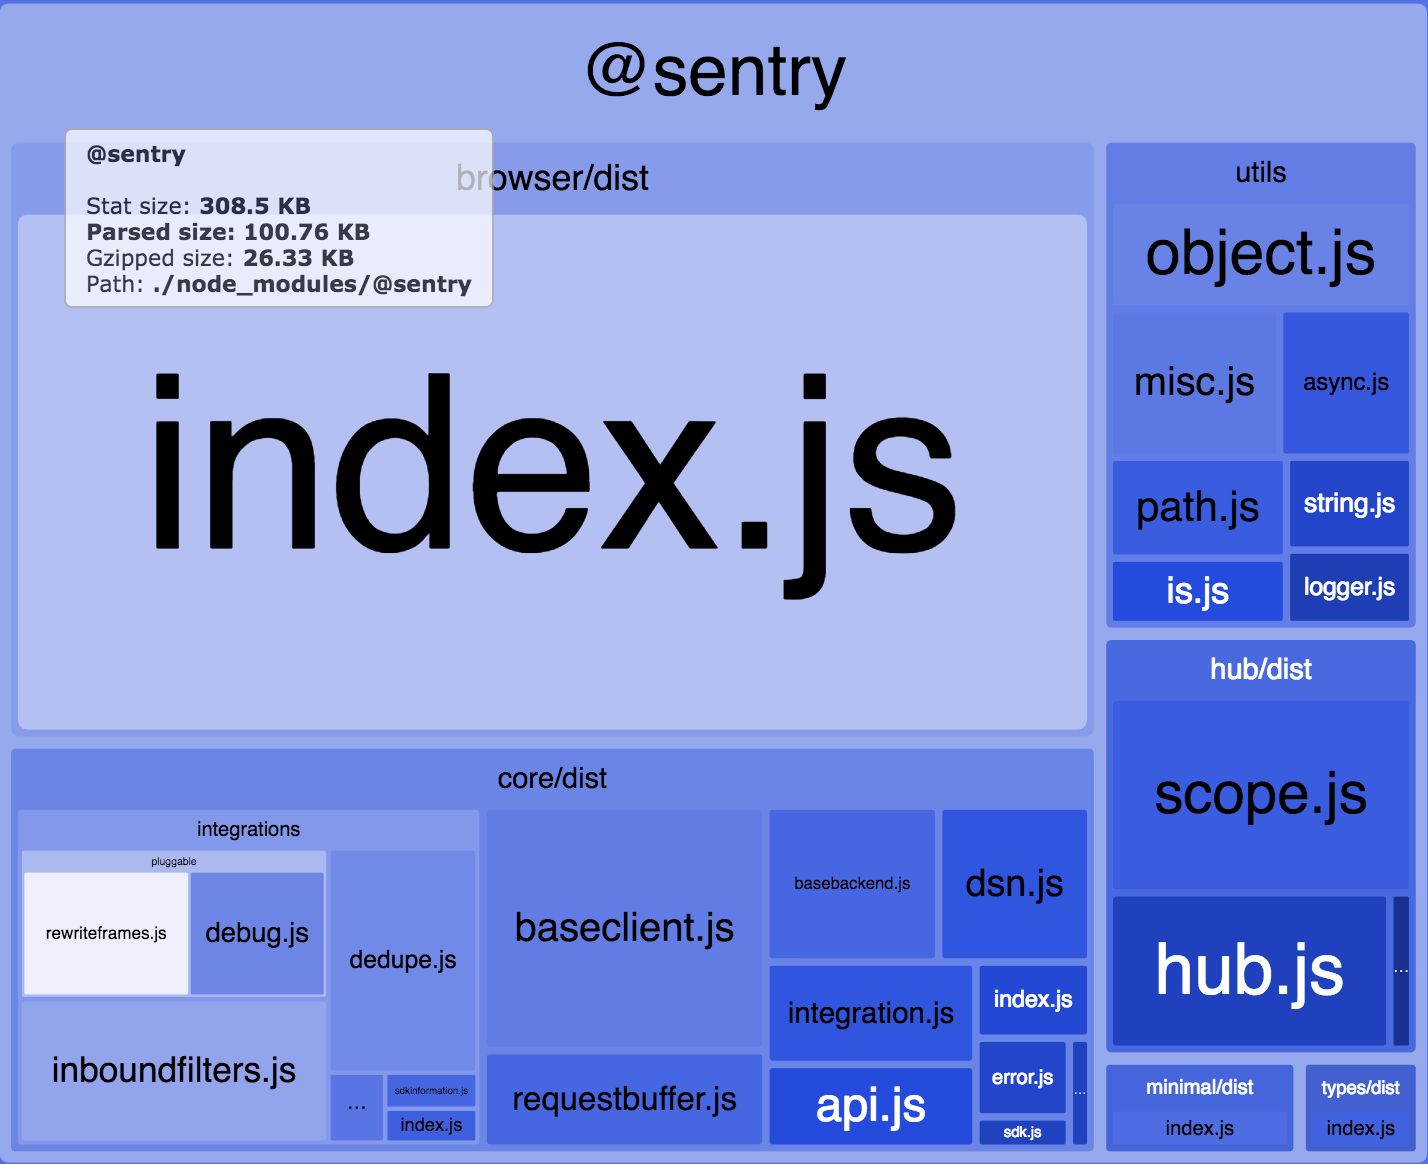 @sentry
@sentry
Stat size: 308.5 KB
Parsed size: 100.76 KB
Gzipped size: 26.33 KB
Path: ./node_modules/@sentry
browser/dist
index.js
utils
object.js
misc.js
async.js
path.js
string.js
is.js
logger.js
hub/dist
scope.js
hub.js
...
core/dist
integrations
pluggable
rewriteframes.js
debug.js
dedupe.js
inboundfilters.js
...
sdkinformation.js
index.js
baseclient.js
requestbuffer.js
basebackend.js
dsn.js
integration.js
index.js
api.js
error.js
...
sdk.js
minimal/dist
index.js
types/dist
index.js